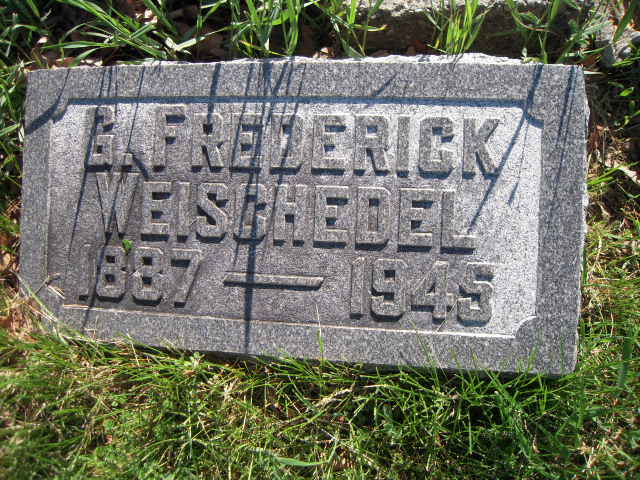 G. FREDERICK
WEISCHEDEL
1887 — 1945